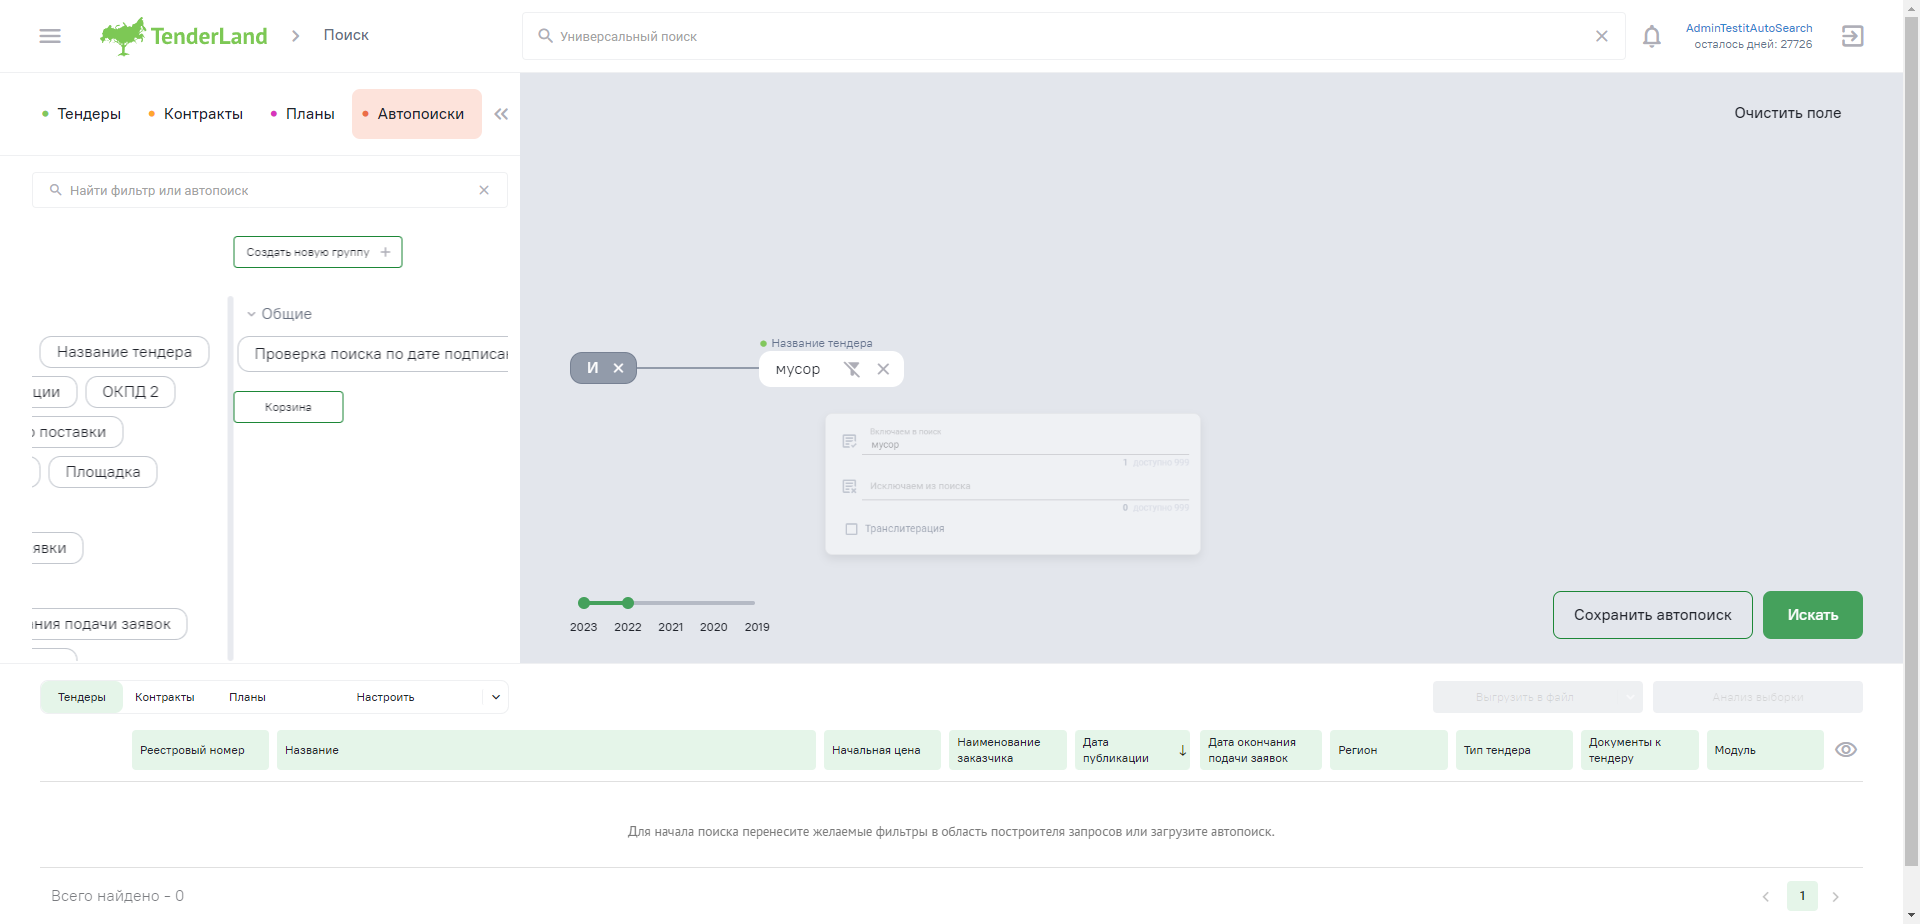 TenderLand
Поиск
Универсальный поиск
AdminTestitAutoSearch
осталось дней: 27726
Тендеры
Контракты
Планы
Автопоиски
Очистить поле
Найти фильтр или автопоиск
Создать новую группу
Общие
Название тендера
Проверка поиска по дате подписан
ции
ОКПД 2
Корзина
о поставки
Площадка
явки
ания подачи заявок
Название тендера
И
мусор
Включаем в поиск
мусор
1 доступно 999
Исключаем из поиска
0 доступно 999
Транслитерация
2023
2022
2021
2020
2019
Сохранить автопоиск
Искать
Тендеры
Контракты
Планы
Настроить
Выгрузить в файл
Анализ выборки
Реестровый номер
Название
Начальная цена
Наименование
заказчика
Дата
публикации
Дата окончания
подачи заявок
Регион
Тип тендера
Документы к
тендеру
Модуль
Для начала поиска перенесите желаемые фильтры в область построителя запросов или загрузите автопоиск.
Всего найдено - 0
1